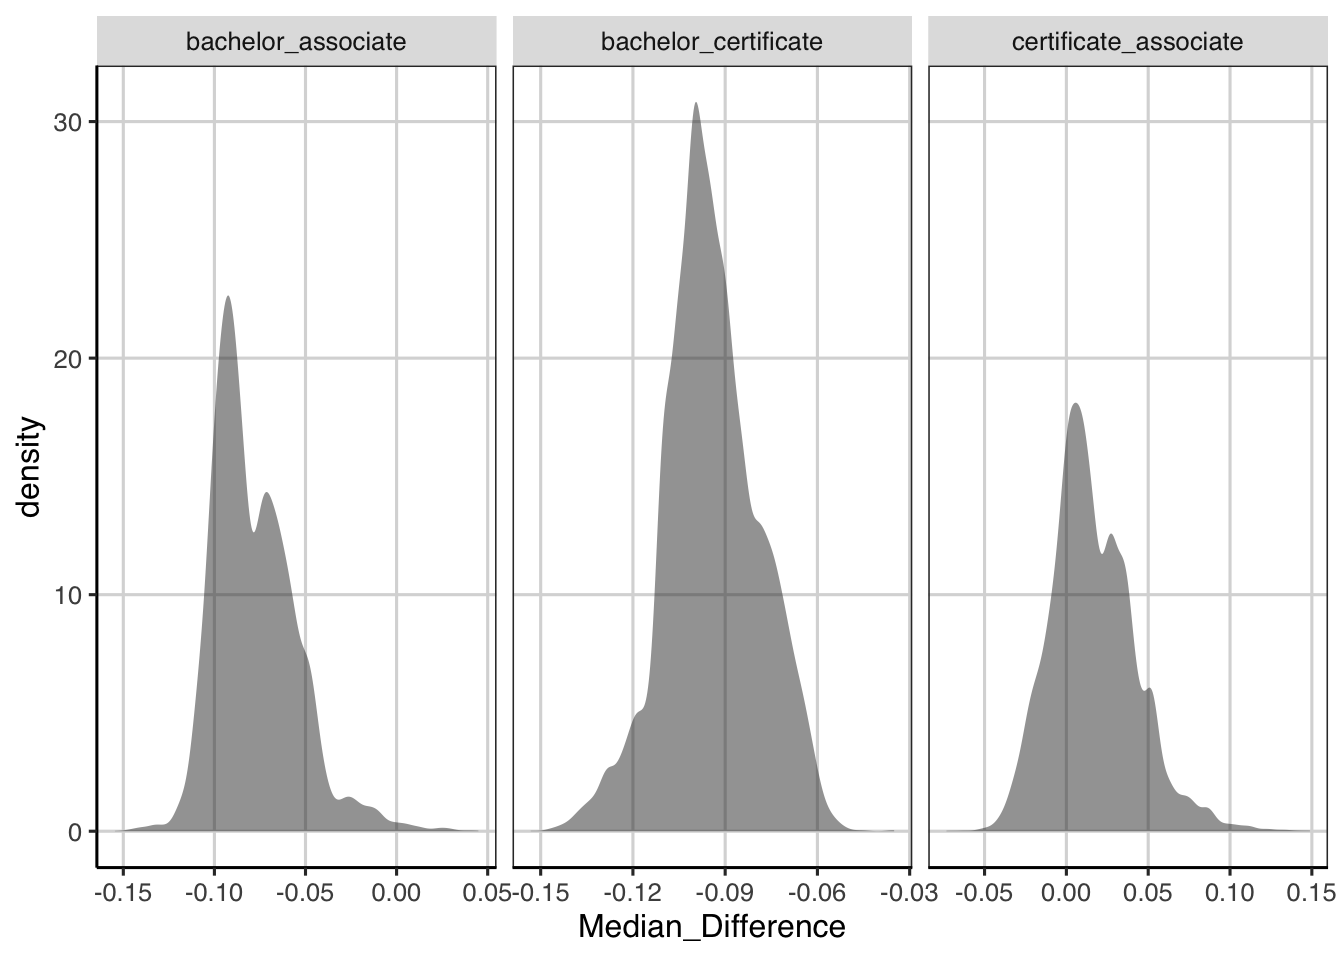 bachelor_associate bachelor_certificate certificate_associate
30
20
10
0
density
-0.15 -0.10 -0.05 0.00 0.05 -0.15 -0.12 -0.09 -0.06 -0.03 -0.05 0.00 0.05 0.10 0.15
Median_Difference